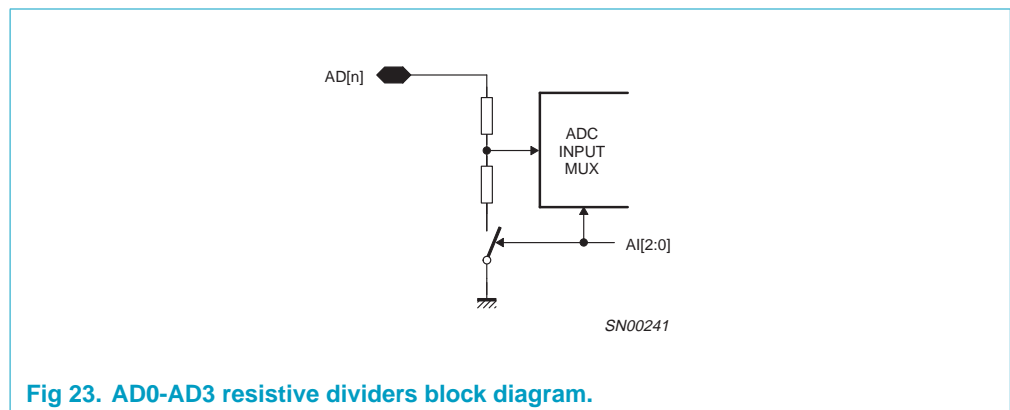 AD[n]
ADC
INPUT
MUX
AI[2:0]
SN00241
Fig 23. AD0-AD3 resistive dividers block diagram.